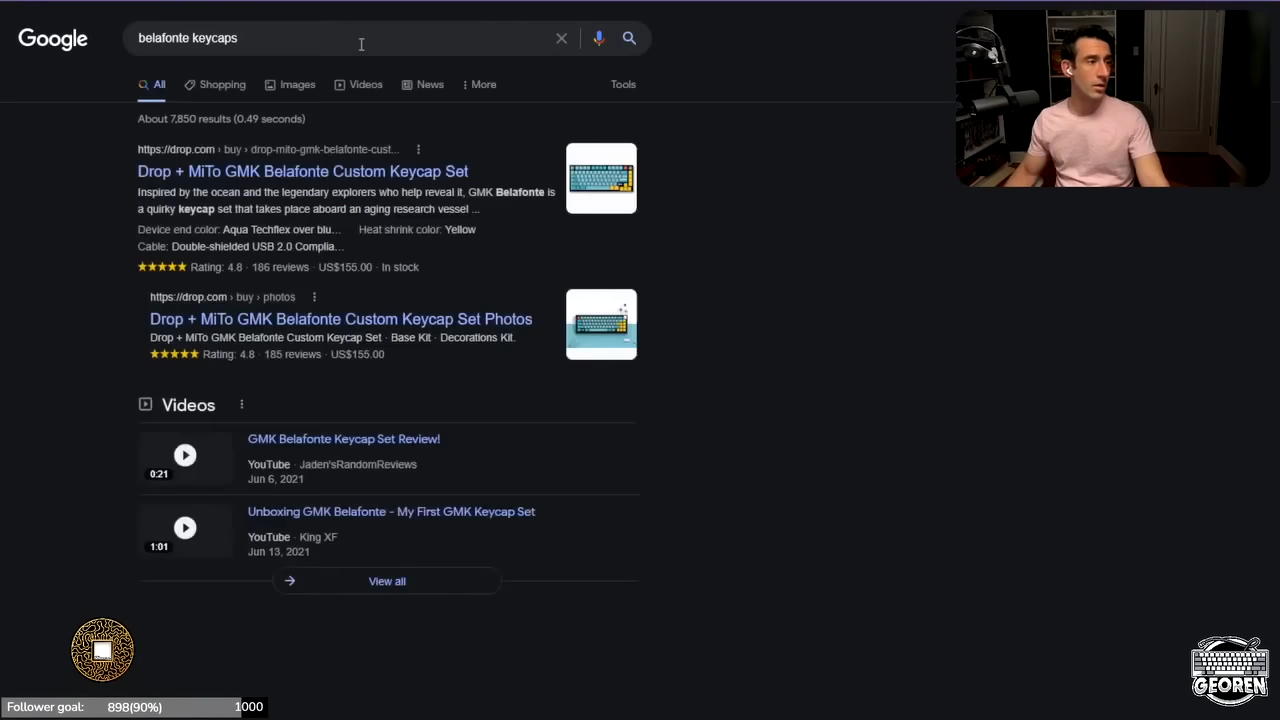 Google
belafonte keycaps
All
Shopping
Images
Videos
News
More
Tools
About 7,850 results (0.49 seconds)
https://drop.com › buy › drop-mito-gmk-belafonte-cust...
Drop + MiTo GMK Belafonte Custom Keycap Set
Inspired by the ocean and the legendary explorers who help reveal it, GMK Belafonte is
a quirky keycap set that takes place aboard an aging research vessel ...
Device end color: Aqua Techflex over blu... Heat shrink color: Yellow
Cable: Double-shielded USB 2.0 Complia...
Rating: 4.8 · 186 reviews · US$155.00 · In stock
https://drop.com › buy › photos
Drop + MiTo GMK Belafonte Custom Keycap Set Photos
Drop + MiTo GMK Belafonte Custom Keycap Set · Base Kit · Decorations Kit.
Rating: 4.8 · 185 reviews · US$155.00
Videos
GMK Belafonte Keycap Set Review!
YouTube · Jaden'sRandomReviews
0:21
Jun 6, 2021
Unboxing GMK Belafonte - My First GMK Keycap Set
YouTube · King XF
1:01
Jun 13, 2021
View all
GEOREN
Follower goal: 898(90%) 1000